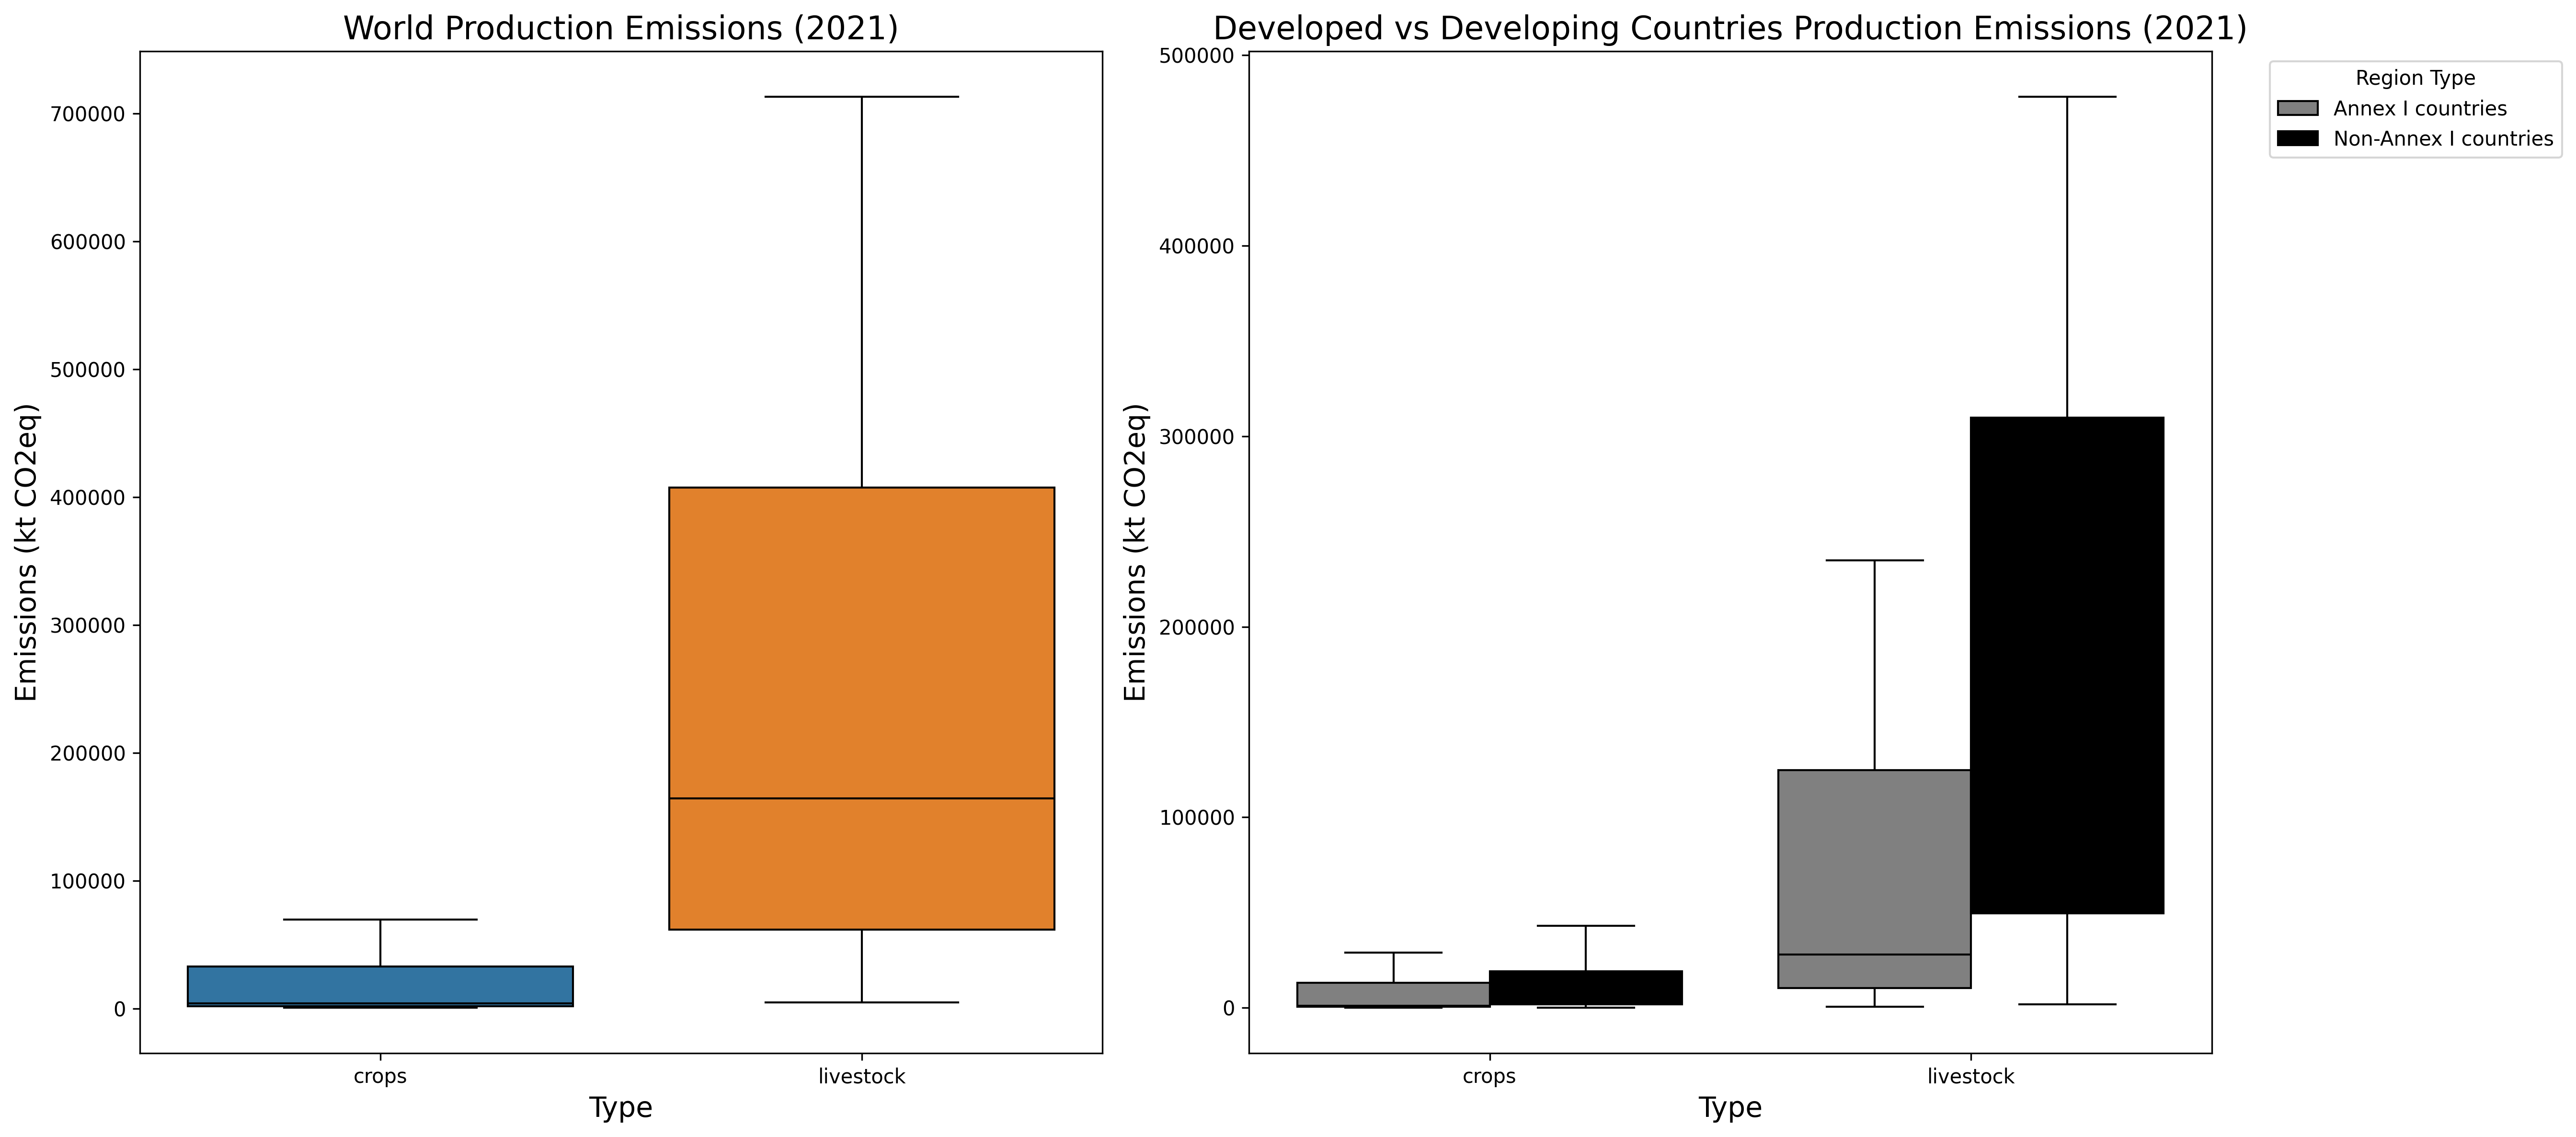 World Production Emissions (2021)
Emissions (kt CO2eq)
700000
600000
500000
400000
300000
200000
100000
0
crops
livestock
Type
Developed vs Developing Countries Production Emissions (2021)
Emissions (kt CO2eq)
500000
400000
300000
200000
100000
0
crops
livestock
Type
Region Type
Annex I countries
Non-Annex I countries